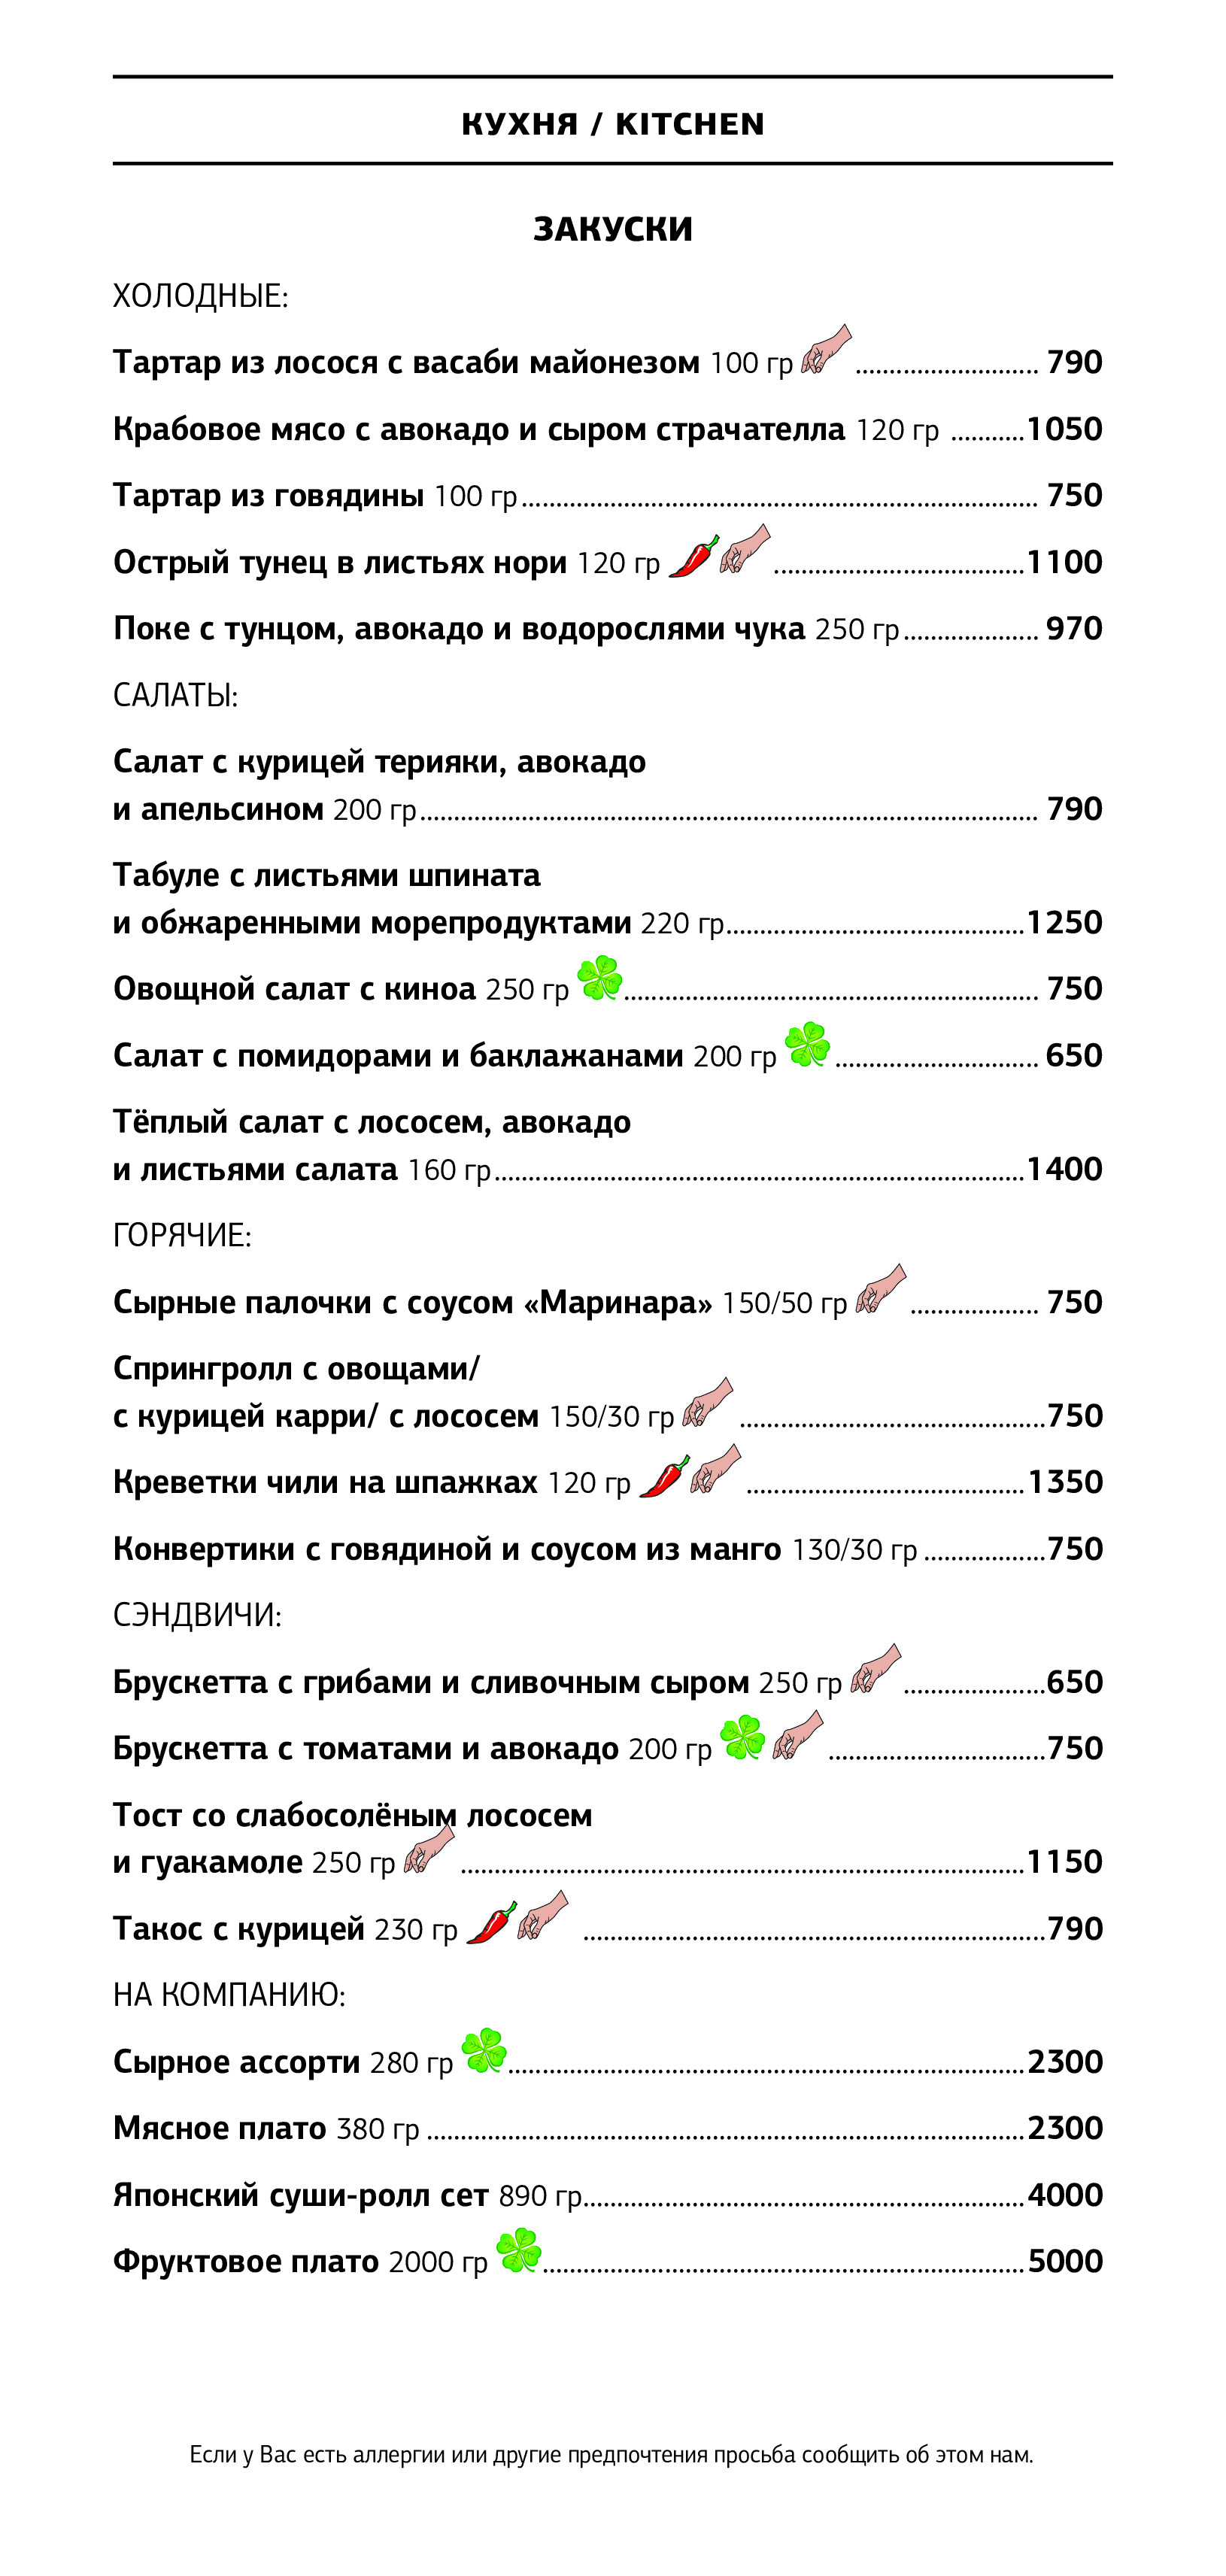 КУХНЯ / KITCHEN
ЗАКУСКИ
ХОЛОДНЫЕ:
Тартар из лосося с васаби майонезом 100 гр ........................... 790
Крабовое мясо с авокадо и сыром страчателла 120 гр ...........1050
Тартар из говядины 100 гр............................................................................ 750
Острый тунец в листьях нори 120 гр .....................................1100
Поке с тунцом, авокадо и водорослями чука 250 гр.................... 970
САЛАТЫ:
Салат с курицей терияки, авокадо
и апельсином 200 гр........................................................................................... 790
Табуле с листьями шпината
и обжаренными морепродуктами 220 гр............................................1250
Овощной салат с киноа 250 гр............................................................. 750
Салат с помидорами и баклажанами 200 гр .............................. 650
Тёплый салат с лососем, авокадо
и листьями салата 160 гр..............................................................................1400
ГОРЯЧИЕ:
Сырные палочки с соусом «Маринара» 150/50 гр ................... 750
Спрингролл с овощами/
с курицей карри/ с лососем 150/30 гр .............................................750
Креветки чили на шпажках 120 гр .........................................1350
Конвертики с говядиной и соусом из манго 130/30 гр ..................750
СЭНДВИЧИ:
Брускетта с грибами и сливочным сыром 250 гр .....................650
Брускетта с томатами и авокадо 200 гр ................................750
Тост со слабосолёным лососем
и гуакамоле 250 гр ...................................................................................1150
Такос с курицей 230 гр ....................................................................790
НА КОМПАНИЮ:
Сырное ассорти 280 гр............................................................................2300
Мясное плато 380 гр ........................................................................................2300
Японский суши-ролл сет 890 гр.................................................................4000
Фруктовое плато 2000 гр.......................................................................5000
Если у Вас есть аллергии или другие предпочтения просьба сообщить об этом нам.